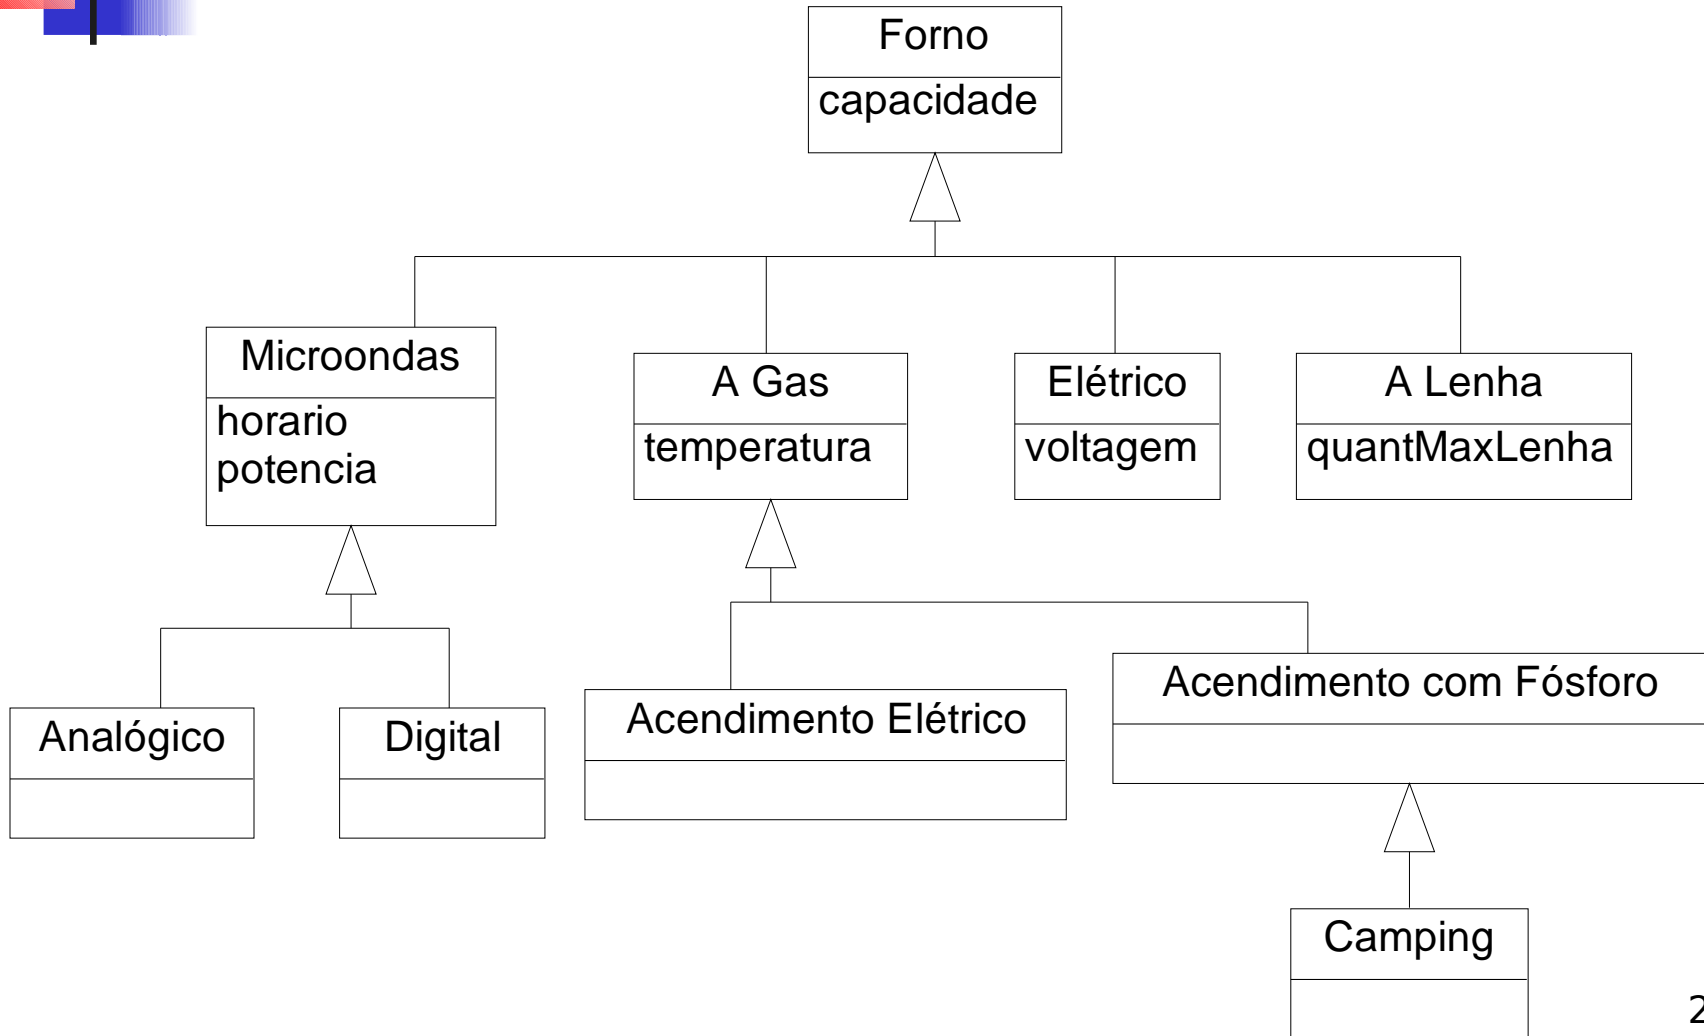 Forno
capacidade
Microondas
horario
potencia
A Gas
temperatura
Elétrico
voltagem
A Lenha
quantMaxLenha
Analógico
Digital
Acendimento Elétrico
Acendimento com Fósforo
Camping
2